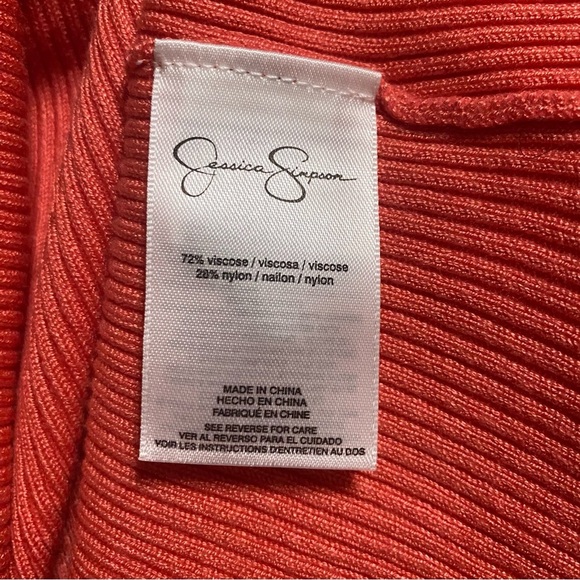 Jessica Simpson
72% viscose / viscosa / viscose
28% nylon / nailon / nylon
MADE IN CHINA
HECHO EN CHINA
FABRIQUÉ EN CHINE
SEE REVERSE FOR CARE
VER AL REVERSO PARA EL CUIDADO
VOIR LES INSTRUCTIONS D'ENTRETIEN AU DOS